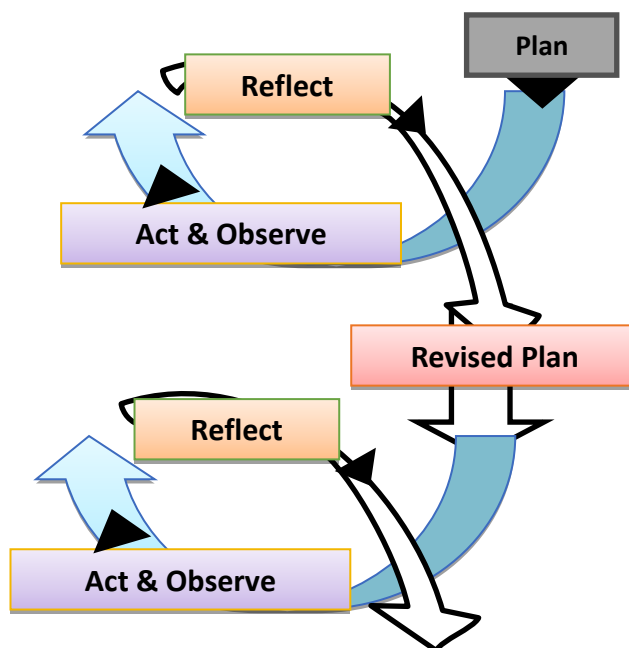 Plan
Reflect
Act & Observe
Revised Plan
Reflect
Act & Observe